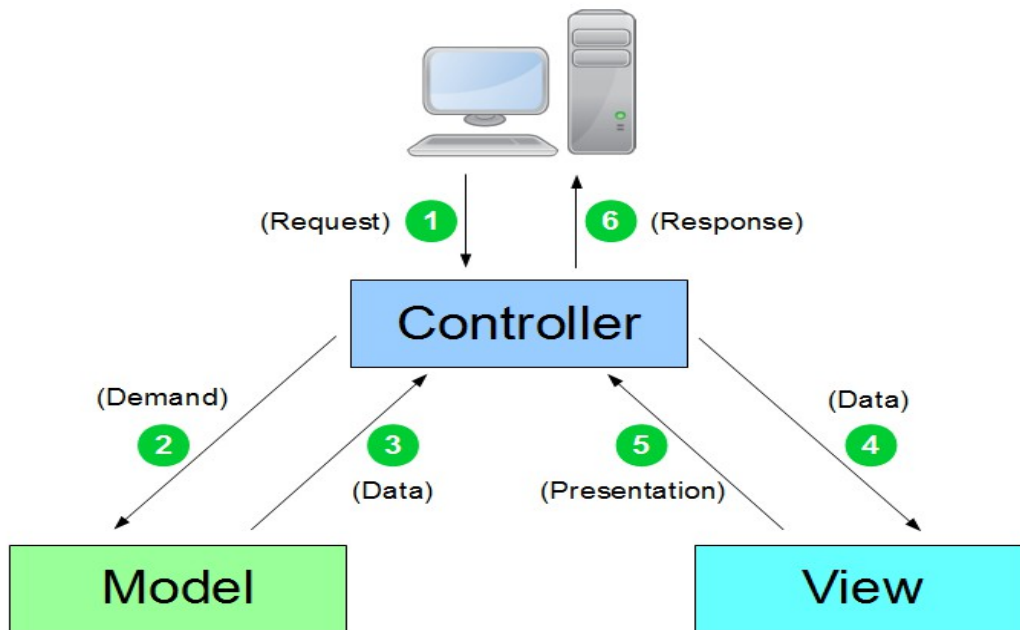 (Request) 1
6 (Response)
Controller
(Demand)
2
3
(Data)
5
(Presentation)
(Data)
4
Model
View